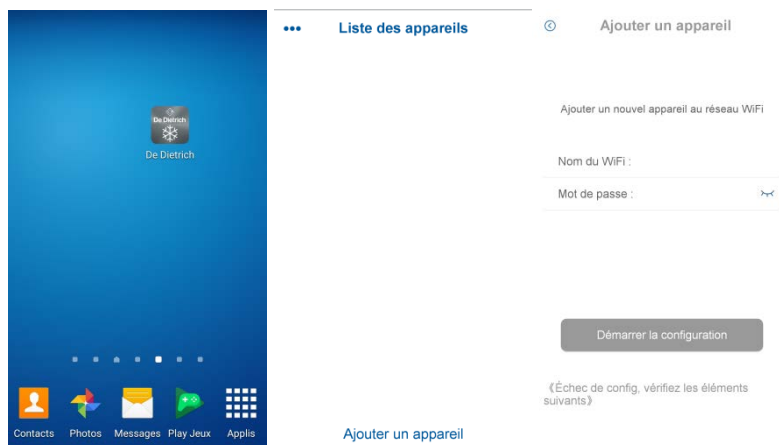 De Dietrich
De Dietrich
Contacts
Photos
Messages
Play Jeux
Applis
••• Liste des appareils
Ajouter un appareil
Ajouter un appareil
Ajouter un nouvel appareil au réseau WiFi
Nom du WiFi :
Mot de passe :
Démarrer la configuration
《Échec de config, vérifiez les éléments
suivants》